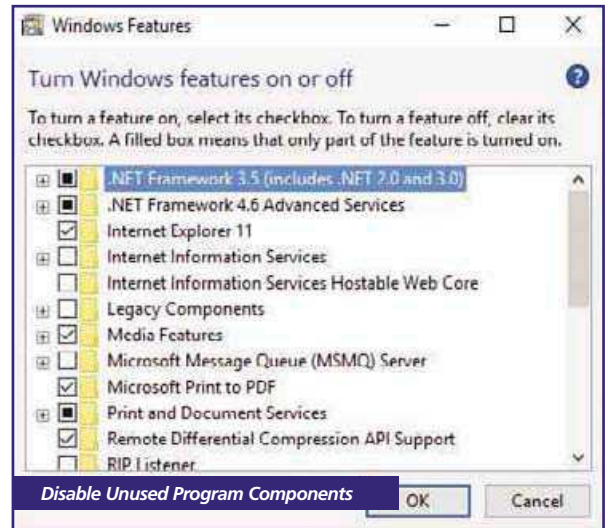 Windows Features
Turn Windows features on or off
To turn a feature on, select its checkbox. To turn a feature off, clear its
checkbox. A filled box means that only part of the feature is turned on.
.NET Framework 3.5 (includes .NET 2.0 and 3.0)
.NET Framework 4.6 Advanced Services
Internet Explorer 11
Internet Information Services
Internet Information Services Hostable Web Core
Legacy Components
Media Features
Microsoft Message Queue (MSMQ) Server
Microsoft Print to PDF
Print and Document Services
Remote Differential Compression API Support
RIP Listener
Disable Unused Program Components
OK
Cancel